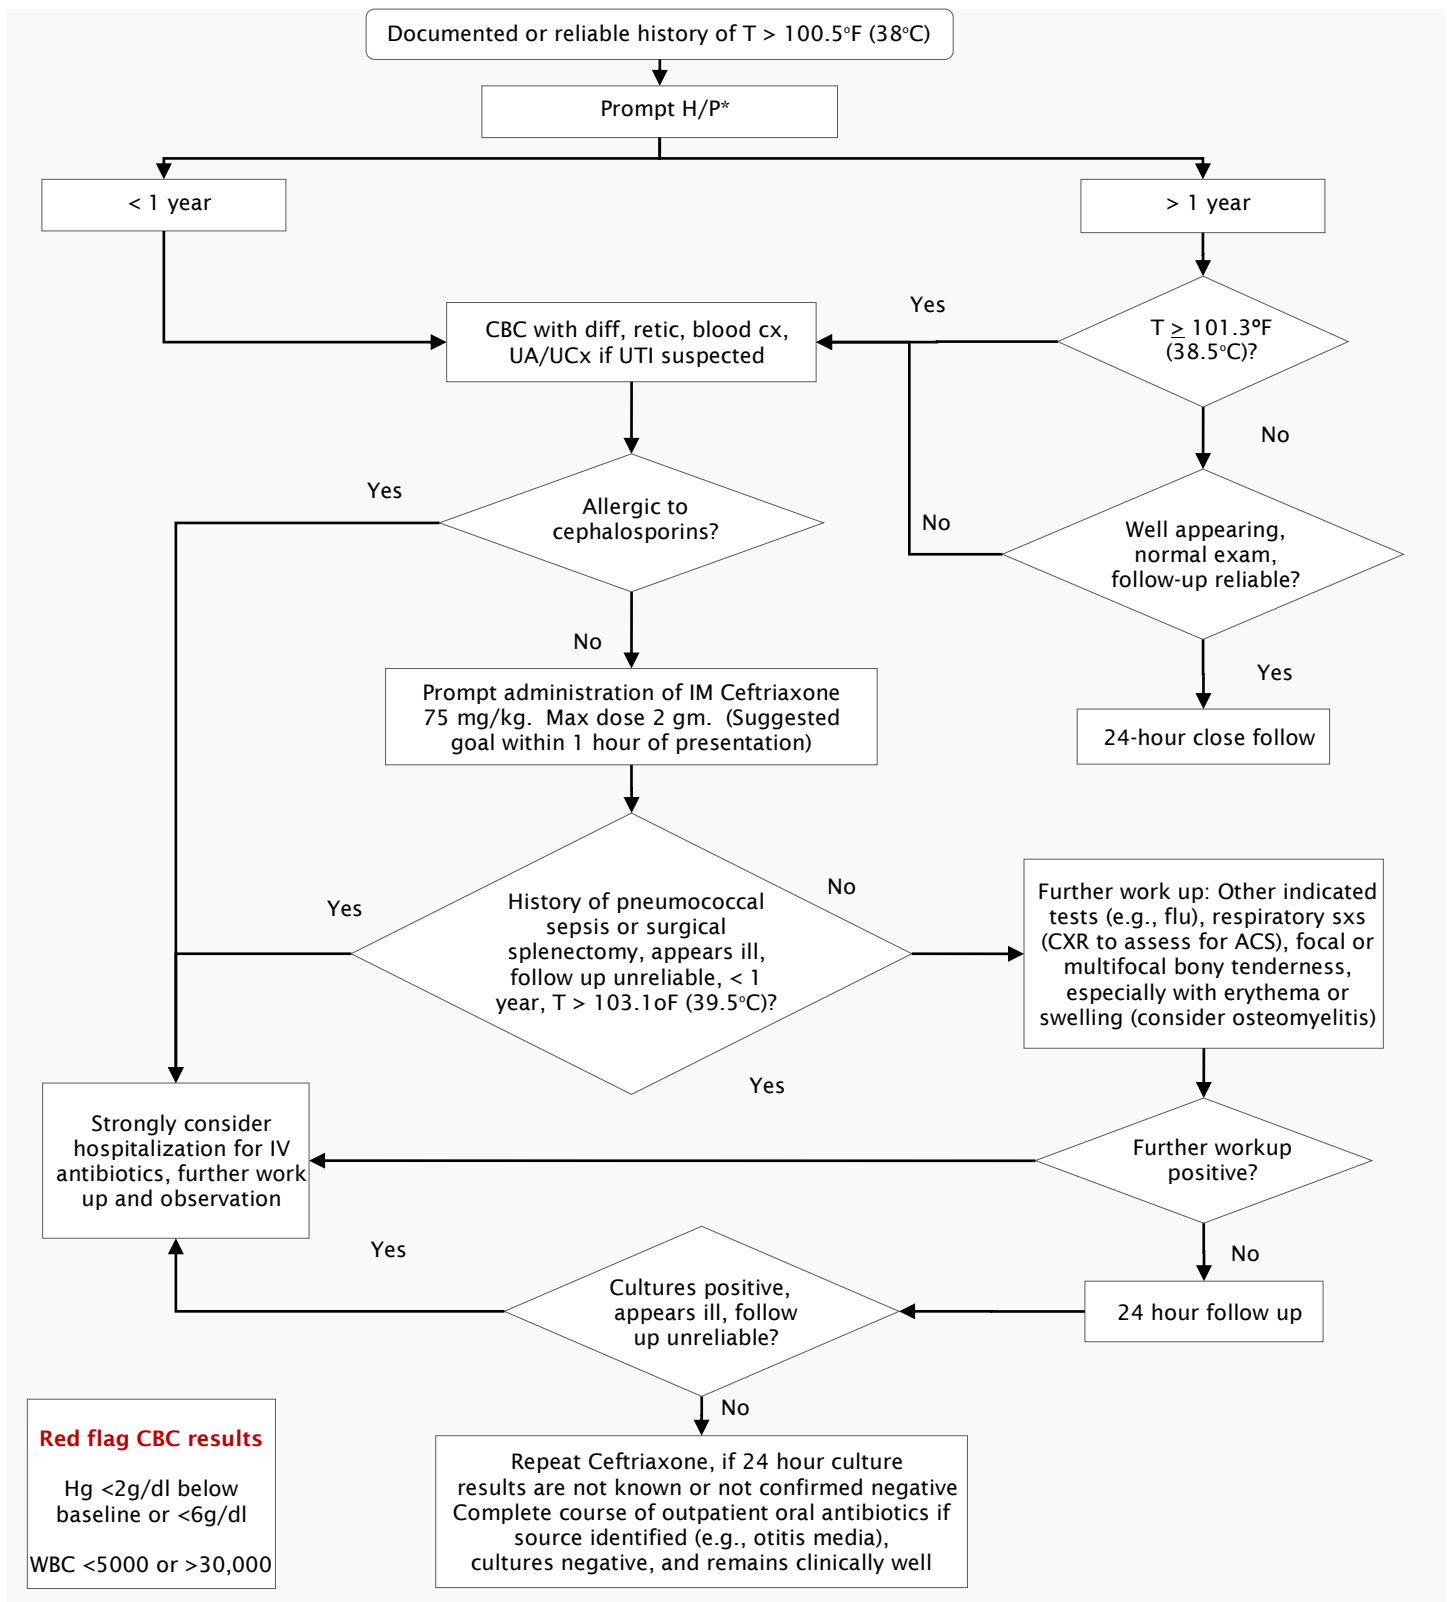 Documented or reliable history of T > 100.5°F (38°C)
Prompt H/P*
< 1 year
> 1 year
Yes
T ≥ 101.3ºF
(38.5°C)?
CBC with diff, retic, blood cx,
UA/UCx if UTI suspected
No
Yes
Allergic to
cephalosporins?
No
Well appearing,
normal exam,
follow-up reliable?
No
Yes
Prompt administration of IM Ceftriaxone
75 mg/kg.  Max dose 2 gm.  (Suggested
goal within 1 hour of presentation)
24-hour close follow
No
Yes
History of pneumococcal
sepsis or surgical
splenectomy, appears ill,
follow up unreliable, < 1
year, T > 103.1oF (39.5°C)?
Further work up: Other indicated
tests (e.g., flu), respiratory sxs
(CXR to assess for ACS), focal or
multifocal bony tenderness,
especially with erythema or
swelling (consider osteomyelitis)
Yes
Strongly consider
hospitalization for IV
antibiotics, further work
up and observation
Further workup
positive?
Yes
No
Cultures positive,
appears ill, follow
up unreliable?
24 hour follow up
No
Red flag CBC results
Hg <2g/dl below
baseline or <6g/dl
WBC <5000 or >30,000
Repeat Ceftriaxone, if 24 hour culture
results are not known or not confirmed negative
Complete course of outpatient oral antibiotics if
source identified (e.g., otitis media),
cultures negative, and remains clinically well